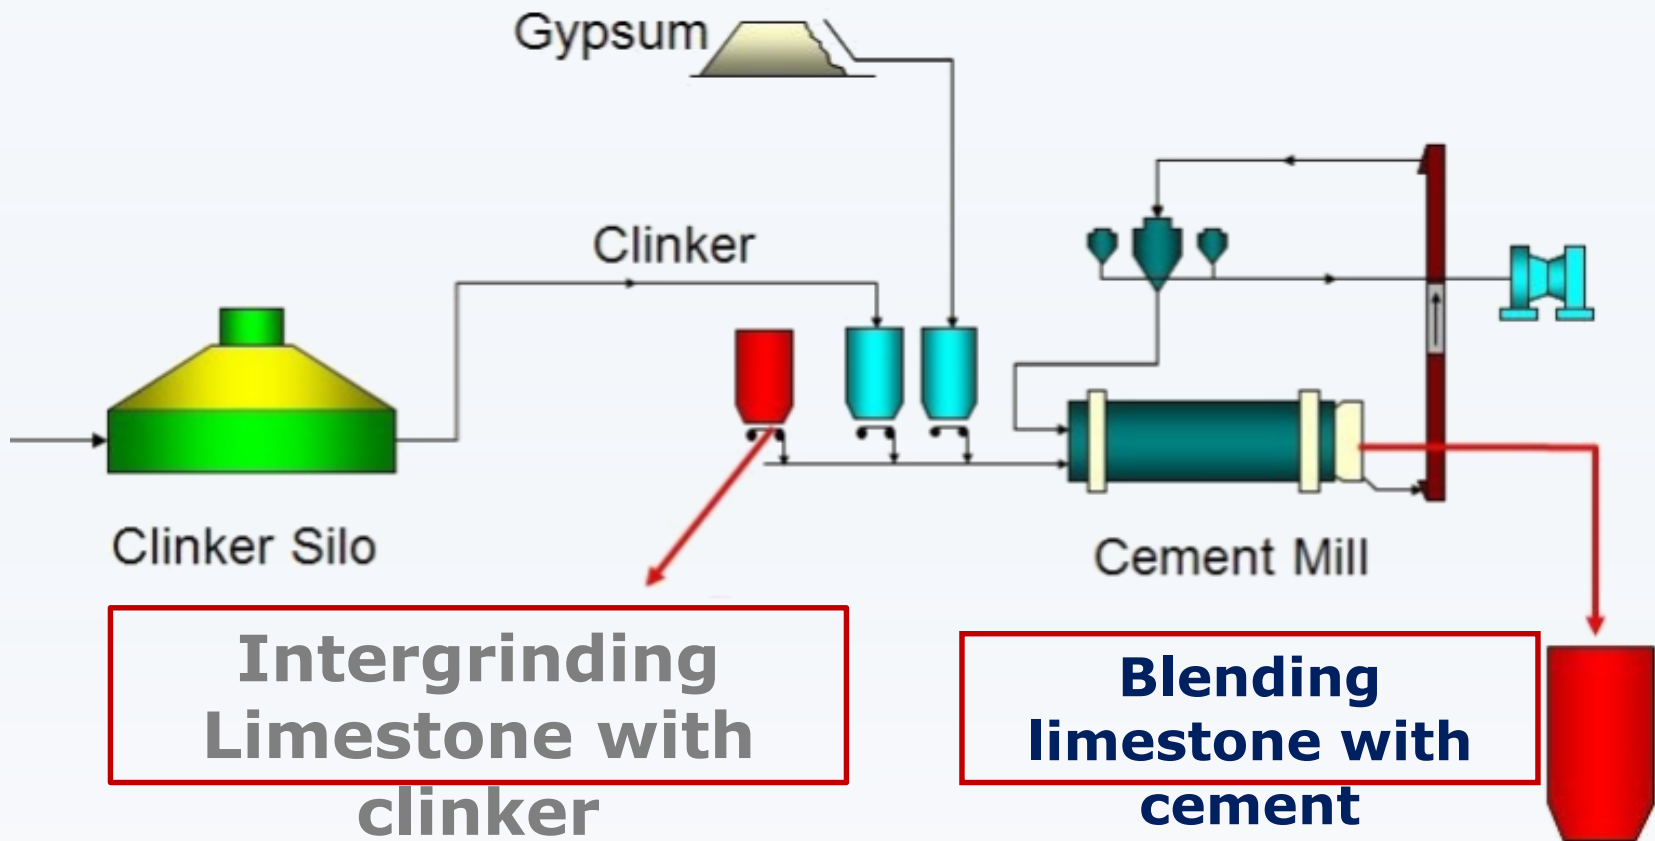 Gypsum
Clinker
Clinker Silo
Cement Mill
Intergrinding
Limestone with
clinker
Blending
limestone with
cement